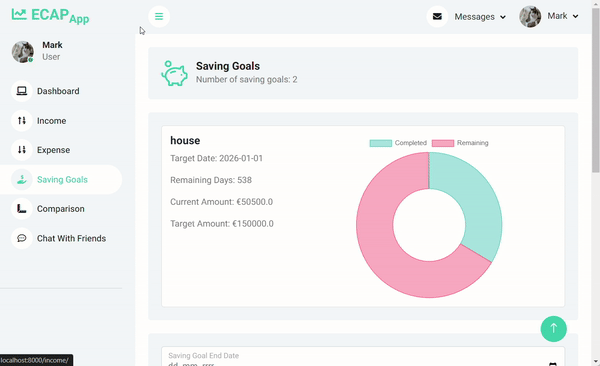 ECAP App
Messages
Mark
Mark
User
Dashboard
Income
Expense
Saving Goals
Comparison
Chat With Friends
Saving Goals
Number of saving goals: 2
house
Target Date: 2026-01-01
Remaining Days: 538
Current Amount: €50500.0
Target Amount: €150000.0
Completed
Remaining
Saving Goal End Date
dd-mmm-yyyy
localhost:8000/income/